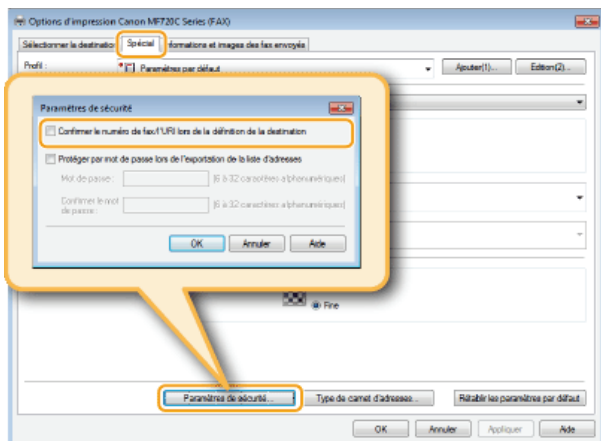 Options d'impression Canon MF720C Series (FAX)
Sélectionner la destination Spécial Informations et images des fax envoyés
Profil : Paramètres par défaut Ajouter(1)... Edition(2)...
Paramètres de sécurité
Confirmer le numéro de fax/l'URI lors de la définition de la destination
Protéger par mot de passe lors de l'exportation de la liste d'adresses
Mot de passe : [6 à 32 caractères alphanumériques]
Confirmer le mot de passe : [6 à 32 caractères alphanumériques]
OK Annuler Aide
Fine
Paramètres de sécurité... Type de carnet d'adresses... Rétablir les paramètres par défaut
OK Annuler Appliquer Aide